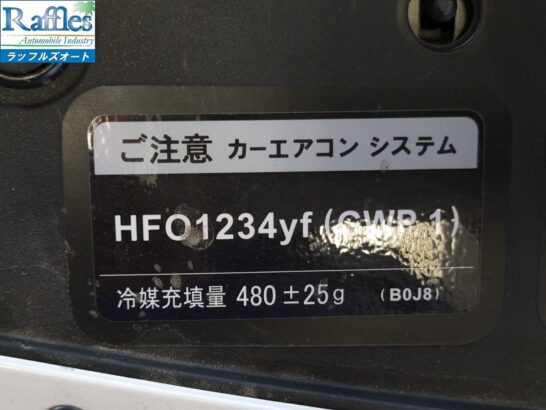 Raffles
Automobile Industry
ラッフルズオート
ご注意 カーエアコン システム
HFO1234yf (GWP 1)
冷媒充填量 480±25g (B0J8)